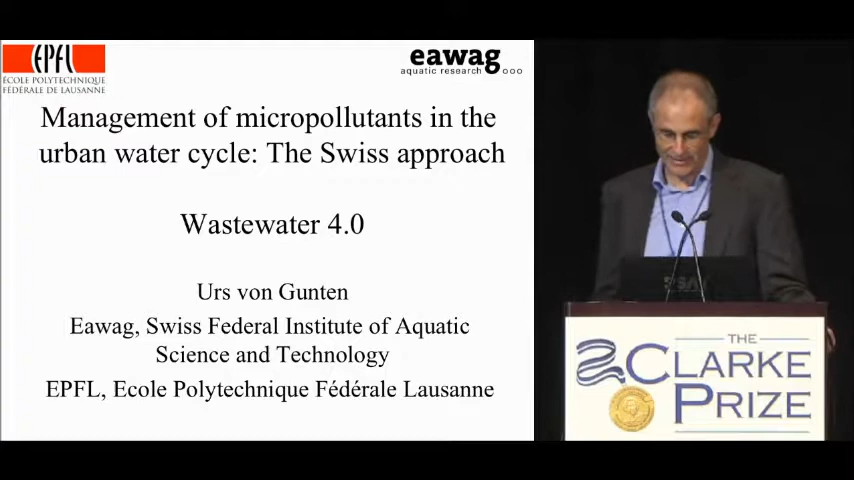 EPFL
ÉCOLE POLYTECHNIQUE
FÉDÉRALE DE LAUSANNE
eawag
aquatic research
Management of micropollutants in the
urban water cycle: The Swiss approach
Wastewater 4.0
Urs von Gunten
Eawag, Swiss Federal Institute of Aquatic
Science and Technology
EPFL, Ecole Polytechnique Fédérale Lausanne
THE
CLARKE
PRIZE